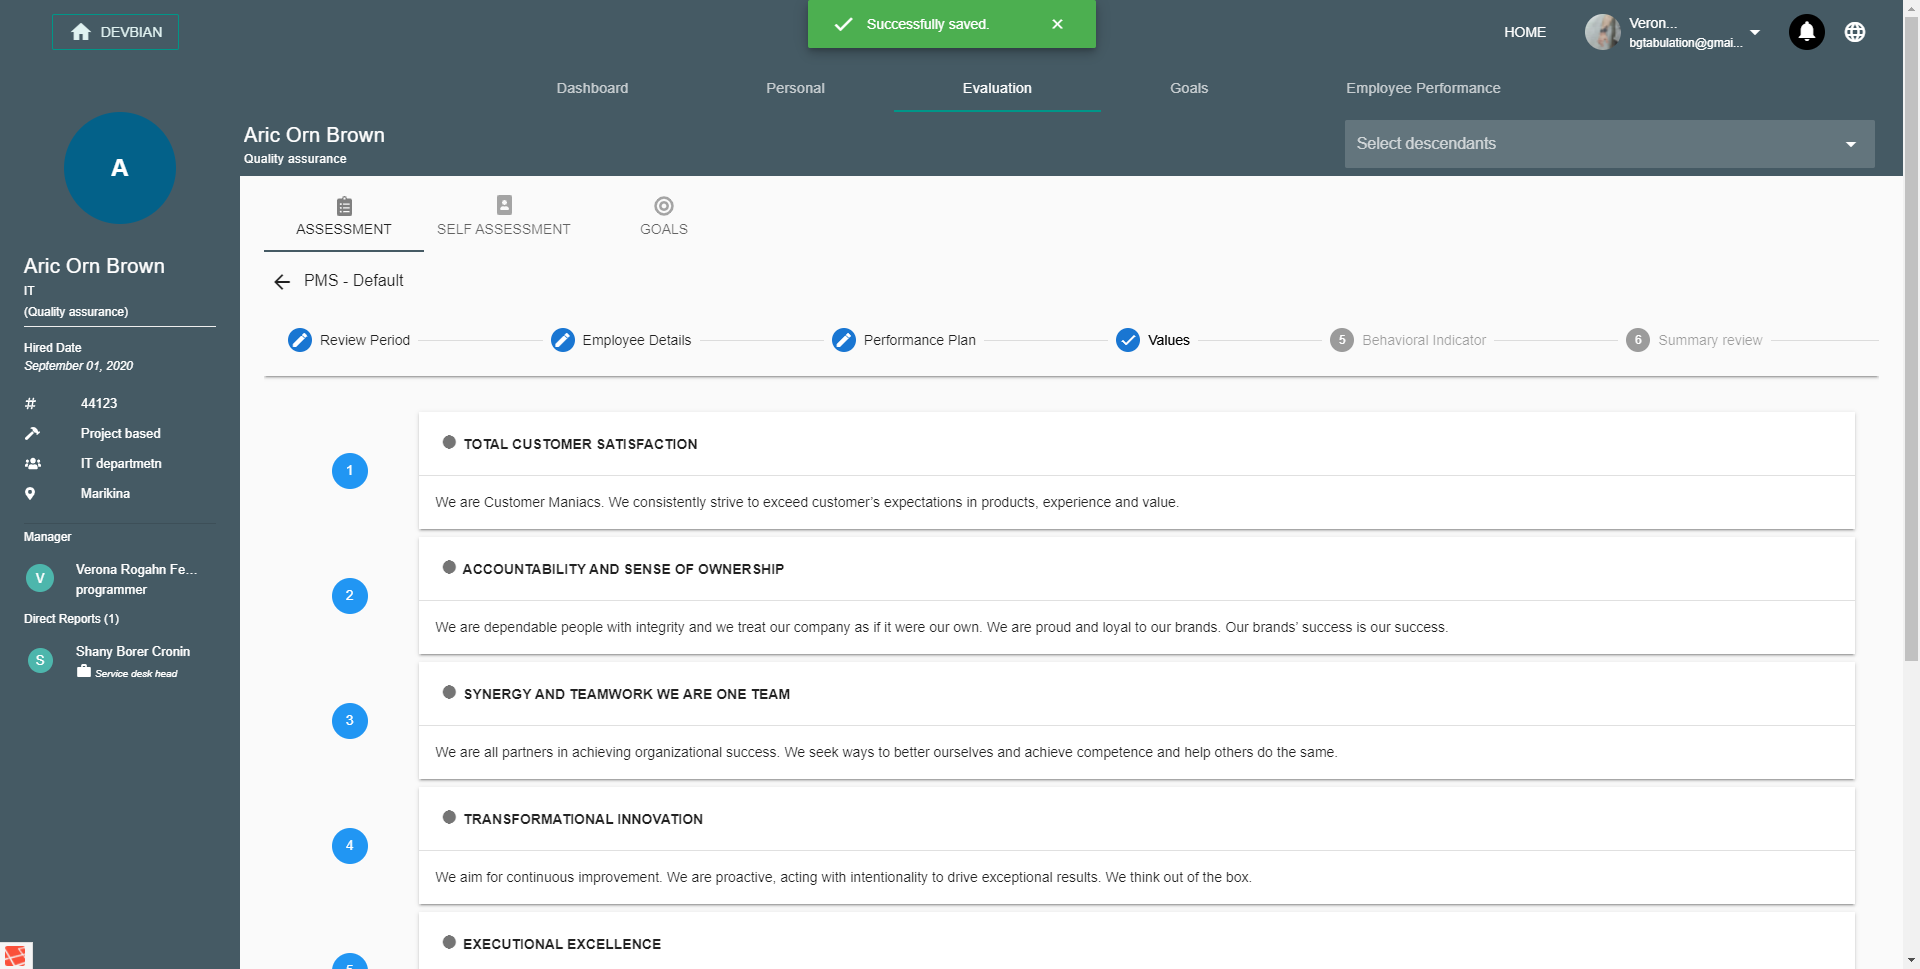 DEVBIAN
Successfully saved.
HOME
Veron...
bgtabulation@gmai...
Dashboard
Personal
Evaluation
Goals
Employee Performance
A
Aric Orn Brown
Quality assurance
Select descendants
ASSESSMENT
SELF ASSESSMENT
GOALS
Aric Orn Brown
IT
(Quality assurance)
Hired Date
September 01, 2020
# 44123
Project based
IT departmetn
Marikina
Manager
V
Verona Rogahn Fe...
programmer
Direct Reports (1)
S
Shany Borer Cronin
Service desk head
PMS - Default
Review Period
Employee Details
Performance Plan
Values
5 Behavioral Indicator
6 Summary review
1
TOTAL CUSTOMER SATISFACTION
We are Customer Maniacs. We consistently strive to exceed customer’s expectations in products, experience and value.
2
ACCOUNTABILITY AND SENSE OF OWNERSHIP
We are dependable people with integrity and we treat our company as if it were our own. We are proud and loyal to our brands. Our brands’ success is our success.
3
SYNERGY AND TEAMWORK WE ARE ONE TEAM
We are all partners in achieving organizational success. We seek ways to better ourselves and achieve competence and help others do the same.
4
TRANSFORMATIONAL INNOVATION
We aim for continuous improvement. We are proactive, acting with intentionality to drive exceptional results. We think out of the box.
5
EXECUTIONAL EXCELLENCE